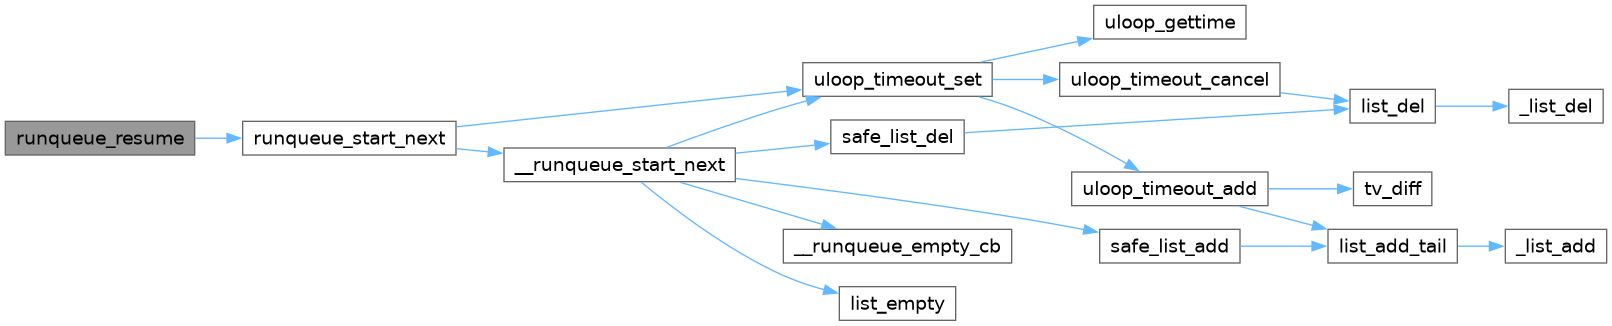 runqueue_resume
runqueue_start_next
__runqueue_start_next
uloop_timeout_set
safe_list_del
__runqueue_empty_cb
list_empty
uloop_gettime
uloop_timeout_cancel
uloop_timeout_add
safe_list_add
list_del
tv_diff
list_add_tail
_list_del
_list_add